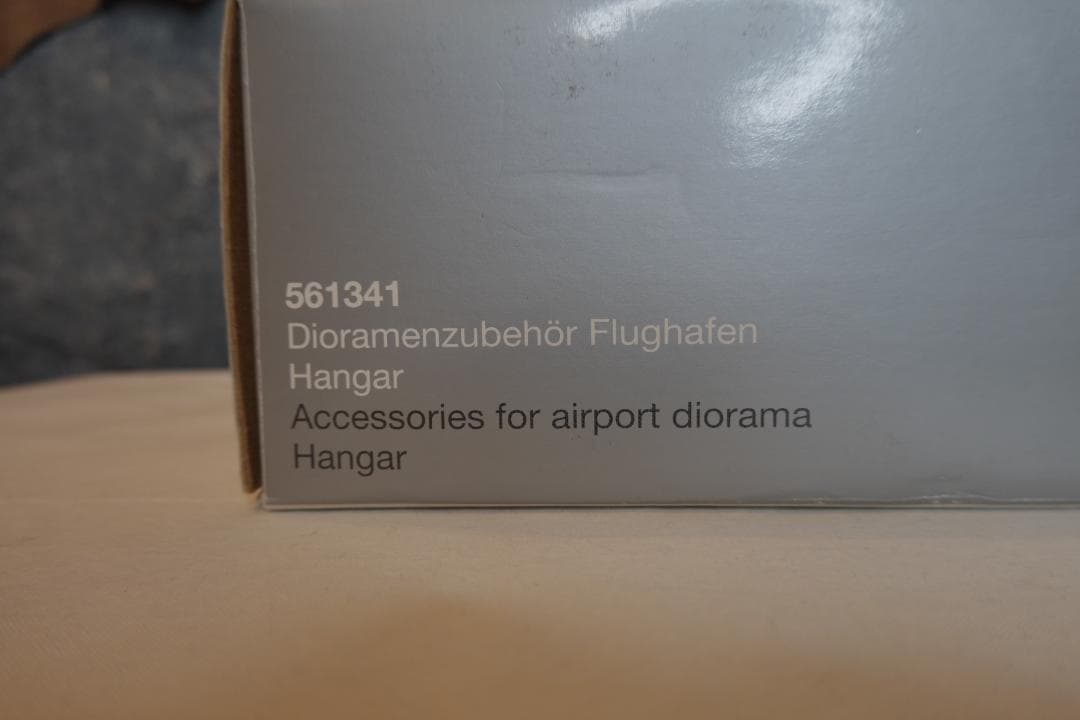 561341
Dioramenzubehör Flughafen
Hangar
Accessories for airport diorama
Hangar